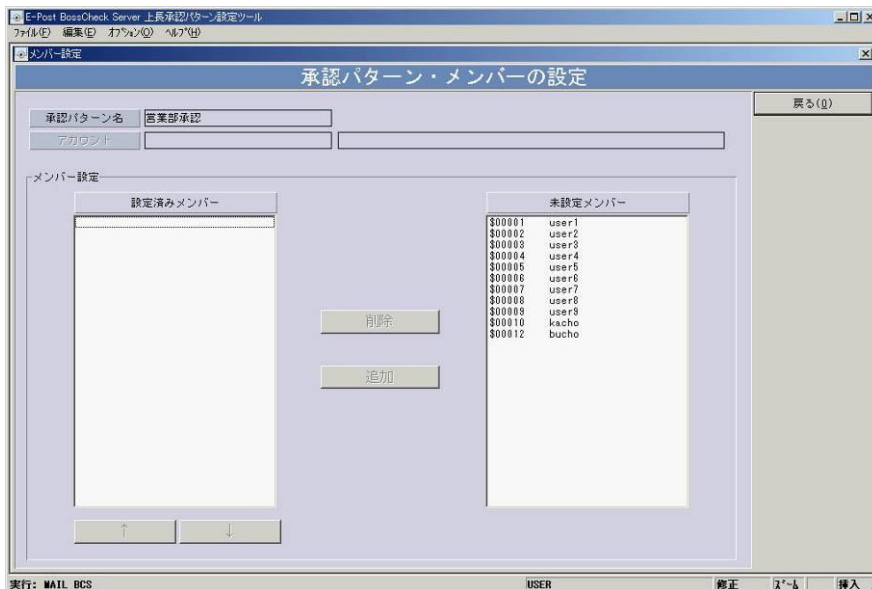 E-Post BossCheck Server 上長承認パターン設定ツール
ファイル(F) 編集(E) オプション(O) ヘルプ(H)
メンバー設定
承認パターン・メンバーの設定
戻る(Q)
承認パターン名 営業部承認
アカウント
メンバー設定
設定済みメンバー
未設定メンバー
$00001 user1
$00002 user2
$00003 user3
$00004 user4
$00005 user5
$00006 user6
$00007 user7
$00008 user8
$00009 user9
$00010 kacho
$00012 bucho
削除
追加
↑ ↓
実行: MAIL BCS USER 修正 ズーム 挿入